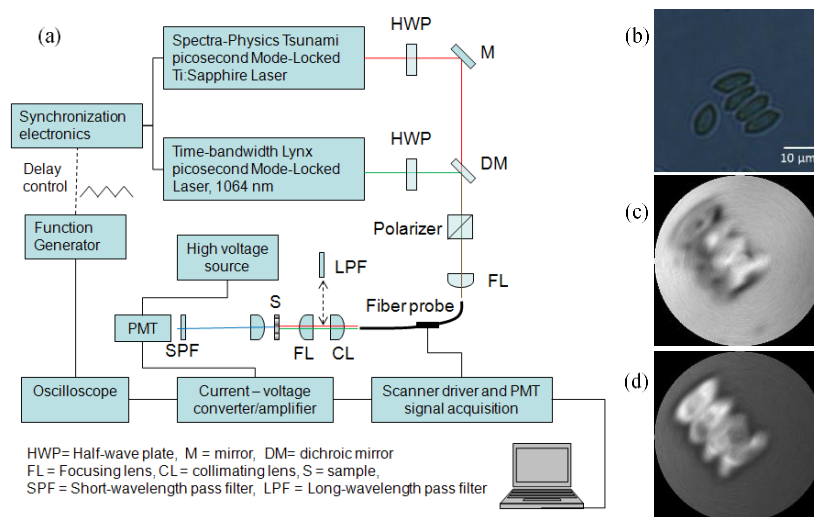 (a)
Spectra-Physics Tsunami
picosecond Mode-Locked
Ti:Sapphire Laser
HWP
M
Synchronization
electronics
Time-bandwidth Lynx
picosecond Mode-Locked
Laser, 1064 nm
HWP
DM
Delay
control
Function
Generator
Polarizer
High voltage
source
LPF
FL
S
Fiber probe
PMT
SPF
FL
CL
Oscilloscope
Current – voltage
converter/amplifier
Scanner driver and PMT
signal acquisition
HWP= Half-wave plate, M = mirror, DM= dichroic mirror
FL = Focusing lens, CL = collimating lens, S = sample,
SPF = Short-wavelength pass filter, LPF = Long-wavelength pass filter
(b)
10 µm
(c)
(d)